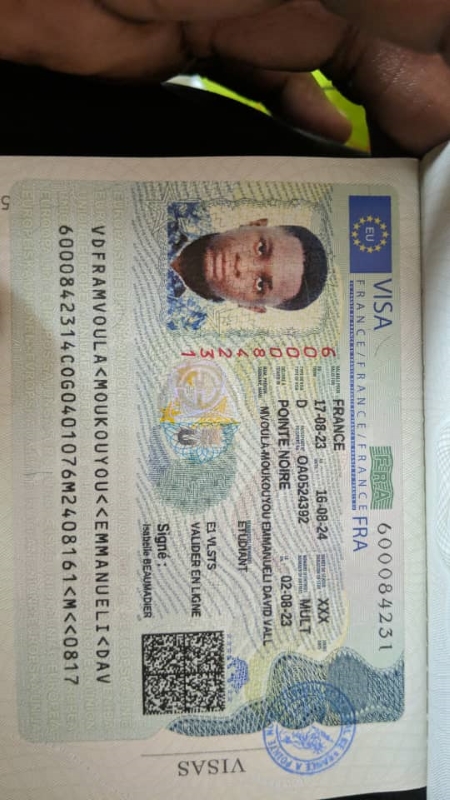 EU
VISA
FRA
600084231
FRANCE/FRANCE/FRANCE FRA
FRANCE
17-08-23 16-08-24 XXX
D OA0524392 MULT
POINTE NOIRE 02-08-23
MVOULA-MOUKOUYOU EMMANUELI DAVID VALL
ETUDIANT
E1 VLSTS
VALIDER EN LIGNE
Signé :
Isabelle BEAUMADIER
600084231
VISAS
VDFRAMVOULA<MOUKOUYOU<<EMMANUELI<DAV
6000842314COG0401076M2408161<M<<0817
5